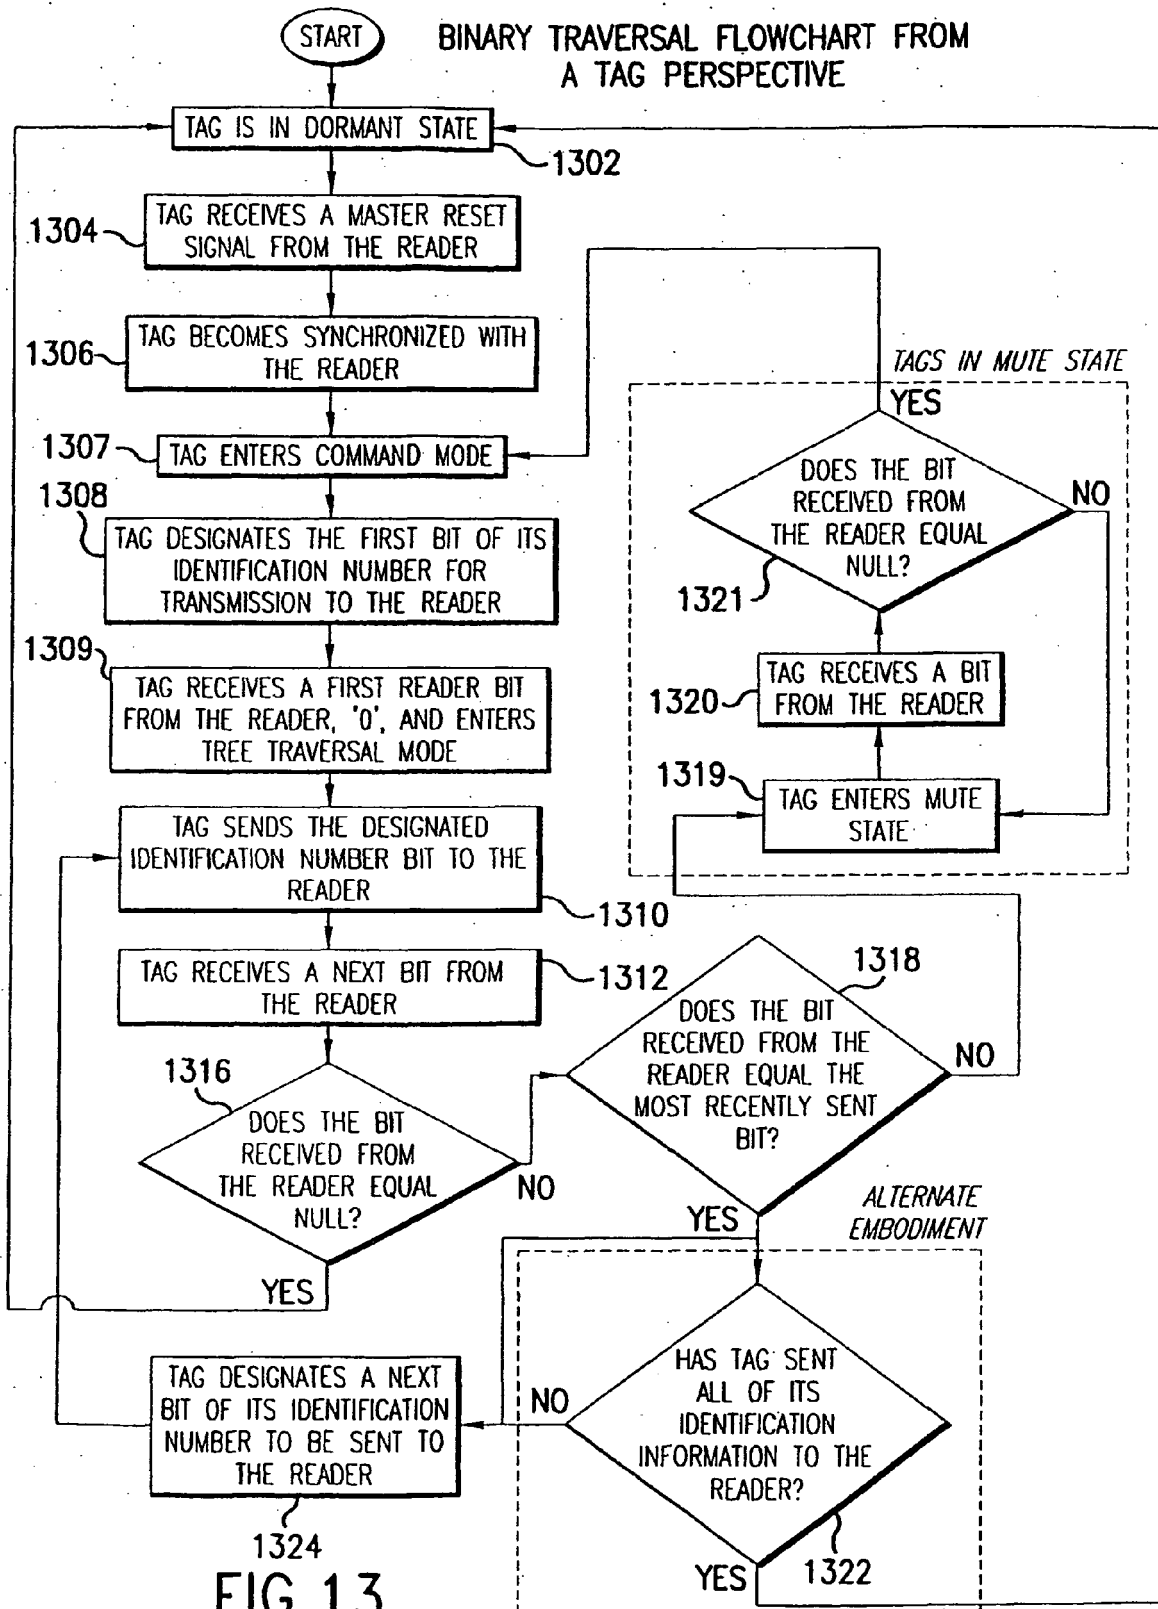 START
BINARY TRAVERSAL FLOWCHART FROM
A TAG PERSPECTIVE
TAG IS IN DORMANT STATE
1302
TAG RECEIVES A MASTER RESET
SIGNAL FROM THE READER
1304
TAG BECOMES SYNCHRONIZED WITH
THE READER
1306
TAG ENTERS COMMAND MODE
1307
1308
TAG DESIGNATES THE FIRST BIT OF ITS
IDENTIFICATION NUMBER FOR
TRANSMISSION TO THE READER
1309
TAG RECEIVES A FIRST READER BIT
FROM THE READER, '0', AND ENTERS
TREE TRAVERSAL MODE
TAG SENDS THE DESIGNATED
IDENTIFICATION NUMBER BIT TO THE
READER
1310
TAG RECEIVES A NEXT BIT FROM
THE READER
1312
1316
DOES THE BIT
RECEIVED FROM
THE READER EQUAL
NULL?
NO
YES
TAGS IN MUTE STATE
YES
DOES THE BIT
RECEIVED FROM
THE READER EQUAL
NULL?
NO
1321
TAG RECEIVES A BIT
FROM THE READER
1320
1319
TAG ENTERS MUTE
STATE
1318
DOES THE BIT
RECEIVED FROM THE
READER EQUAL THE
MOST RECENTLY SENT
BIT?
NO
YES
ALTERNATE
EMBODIMENT
HAS TAG SENT
ALL OF ITS
IDENTIFICATION
INFORMATION TO THE
READER?
NO
1322
YES
TAG DESIGNATES A NEXT
BIT OF ITS IDENTIFICATION
NUMBER TO BE SENT TO
THE READER
1324
FIG.13